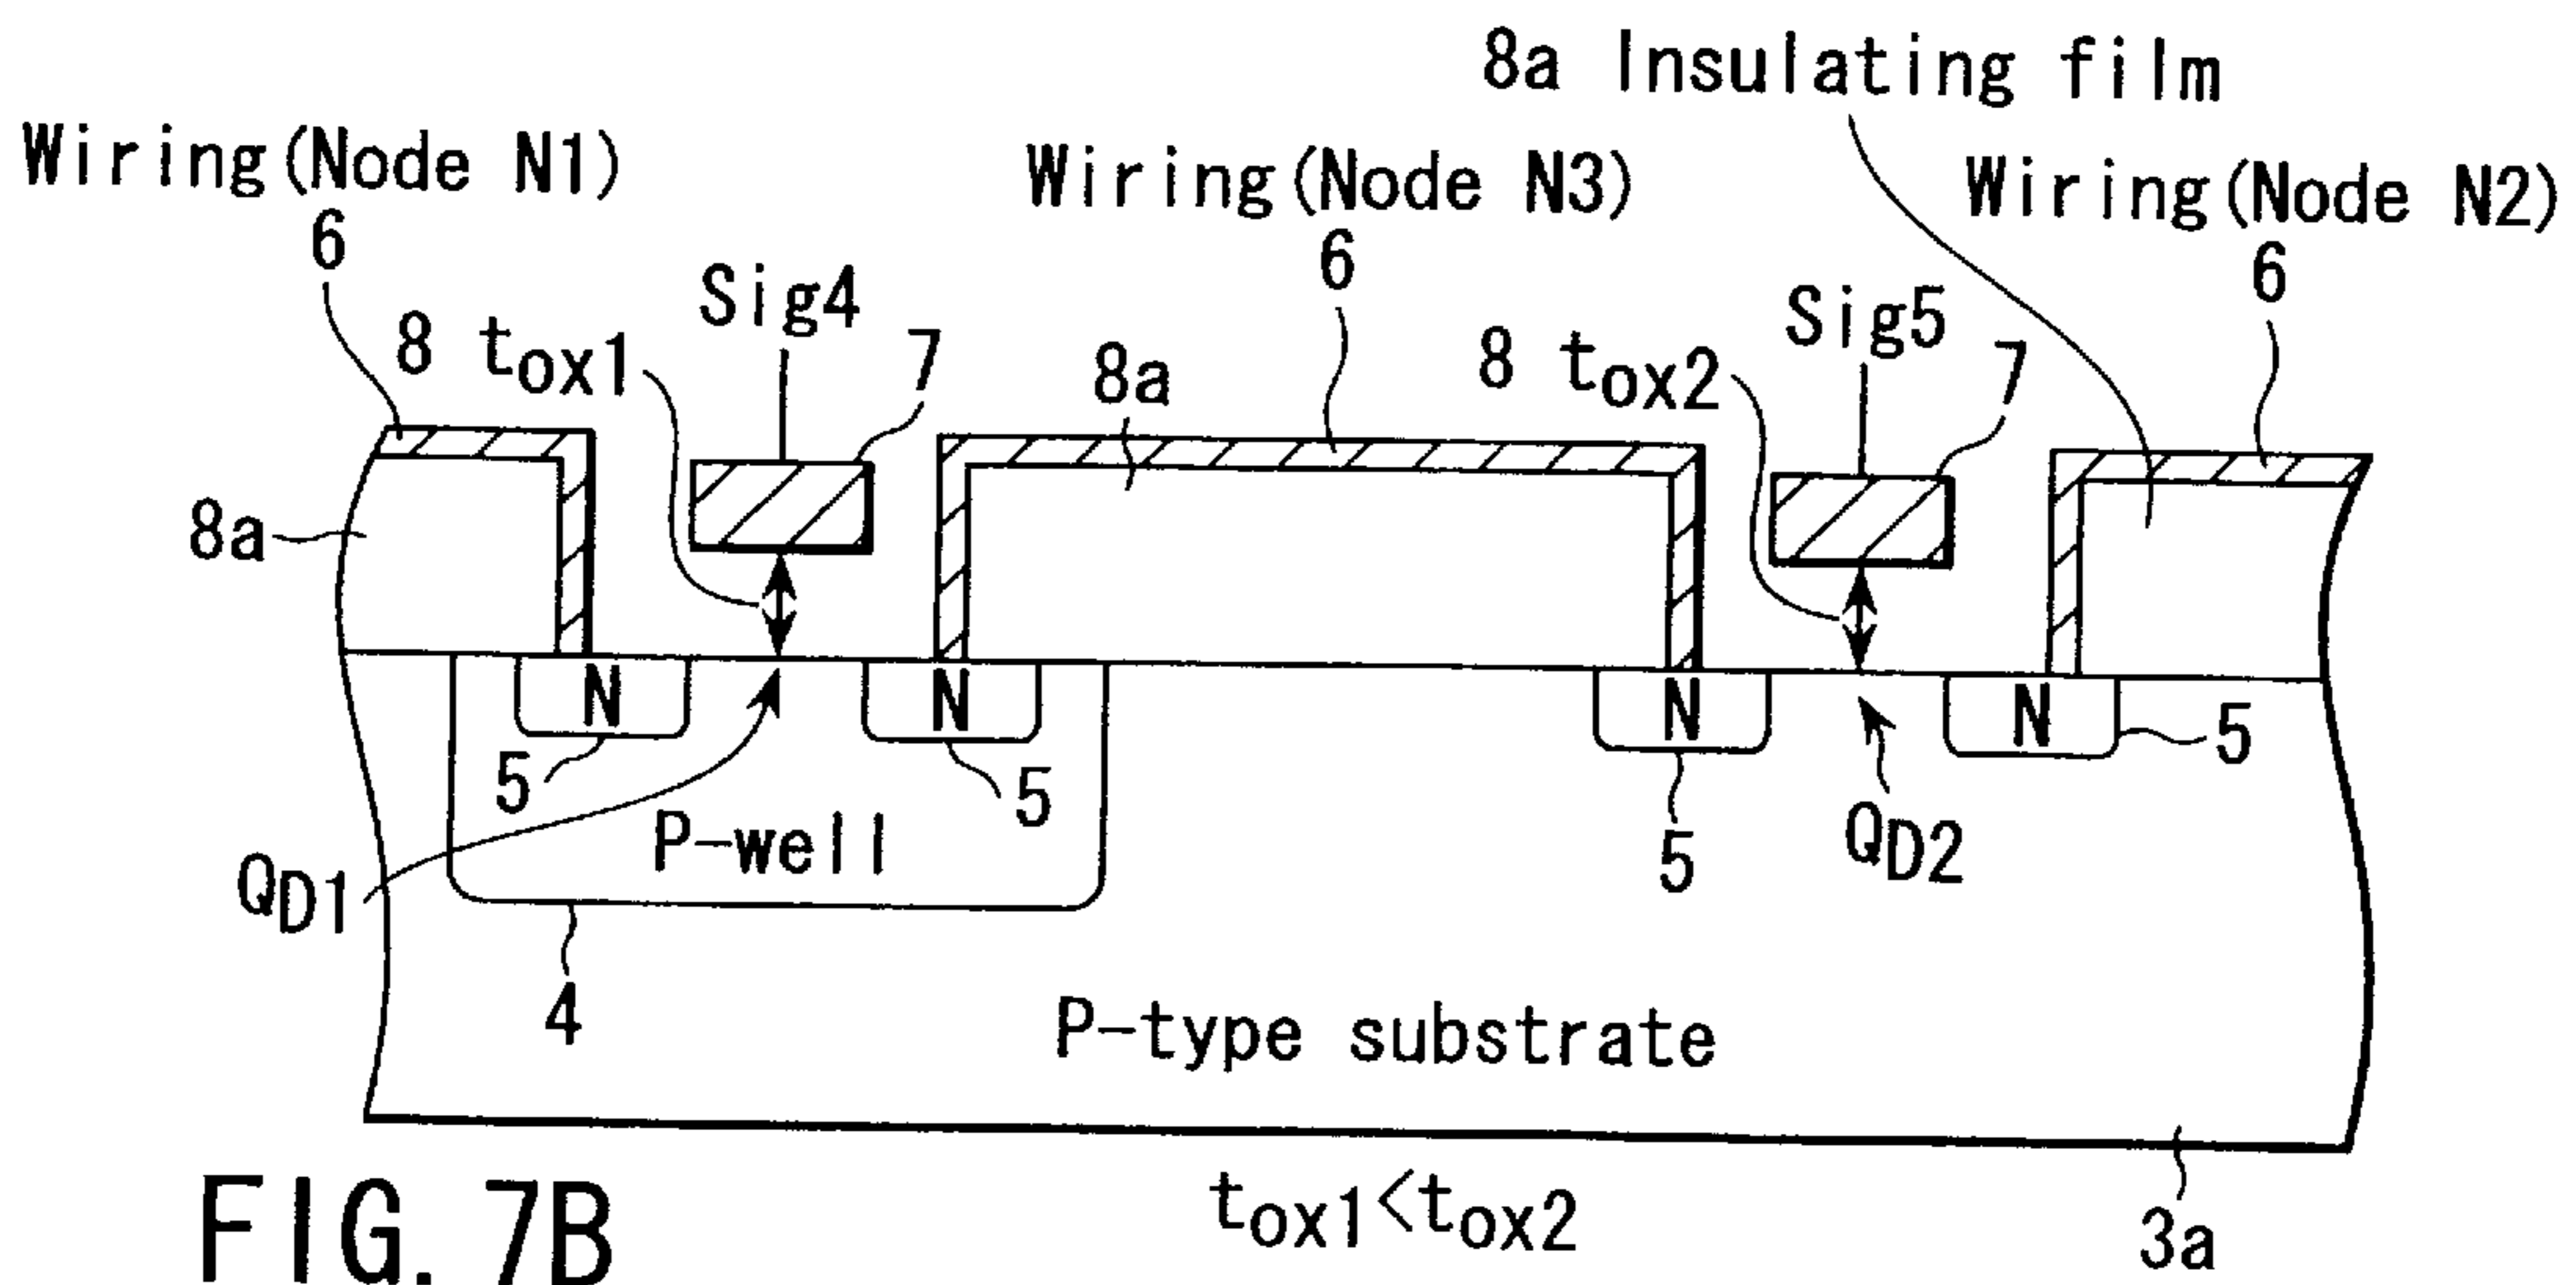 8a Insulating film
Wiring(Node N1)
Wiring(Node N3)
Wiring(Node N2)
6
6
6
Sig4
Sig5
8 tox1
7
8a
8 tox2
7
8a
N
N
N
N
5
5
5
5
P-well
QD1
QD2
4
P-type substrate
tox1<tox2
3a
FIG. 7B